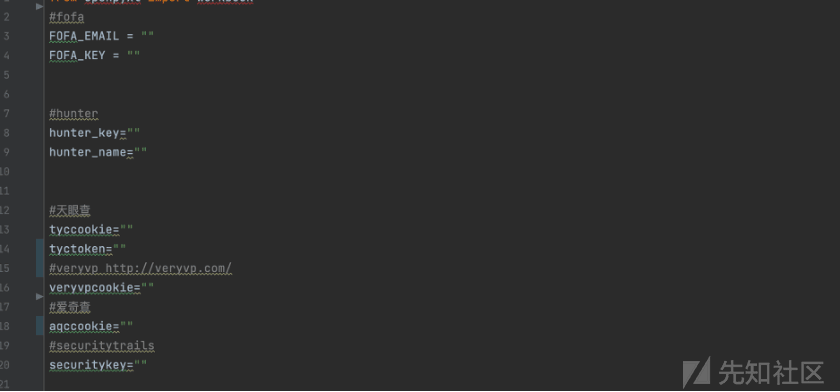 from openpyxl import Workbook
2 #fofa
3 FOFA_EMAIL = ""
4 FOFA_KEY = ""
5
6
7 #hunter
8 hunter_key=""
9 hunter_name=""
10
11
12 #天眼查
13 tyccookie=""
14 tyctoken=""
15 #veryvp http://veryvp.com/
16 veryvpcookie=""
17 #爱奇查
18 aqccookie=""
19 #securitytrails
20 securitykey=""
21
先知社区